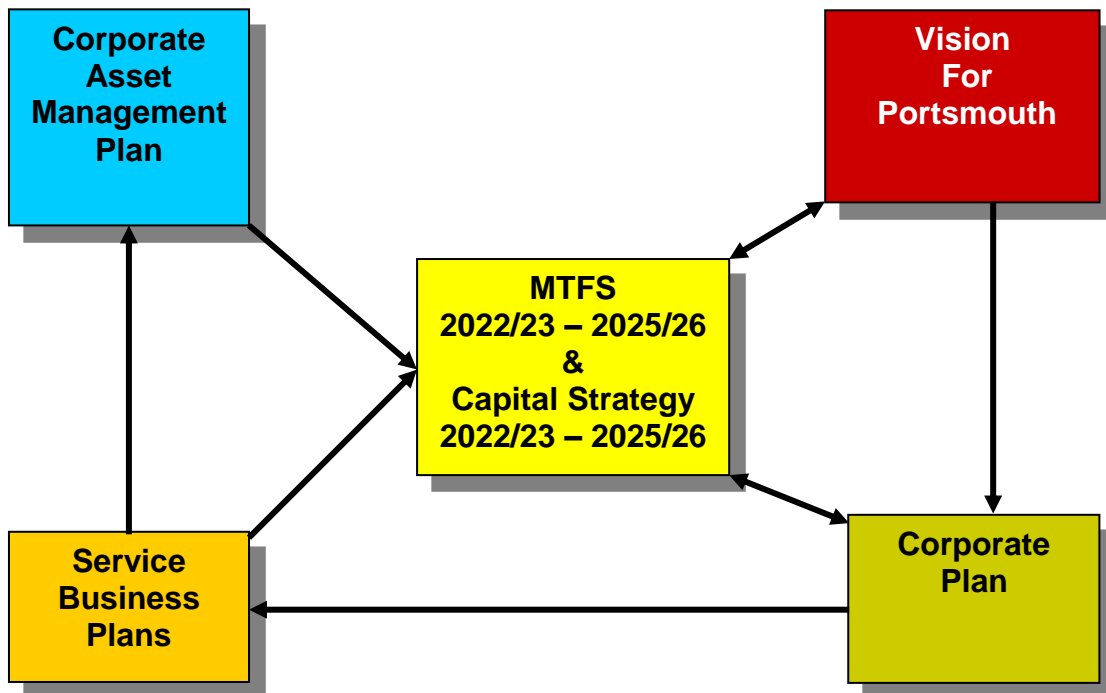 Corporate
Asset
Management
Plan
Vision
For
Portsmouth
MTFS
2022/23 – 2025/26
&
Capital Strategy
2022/23 – 2025/26
Service
Business
Plans
Corporate
Plan